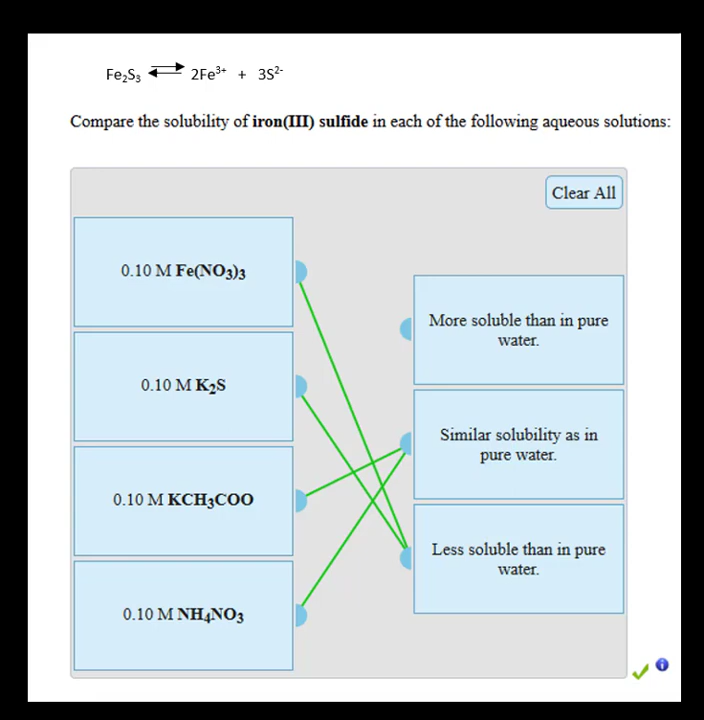 Fe₂S₃ ⇄ 2Fe³⁺ + 3S²⁻
Compare the solubility of iron(III) sulfide in each of the following aqueous solutions:
Clear All
0.10 M Fe(NO₃)₃
0.10 M K₂S
0.10 M KCH₃COO
0.10 M NH₄NO₃
More soluble than in pure
water.
Similar solubility as in
pure water.
Less soluble than in pure
water.